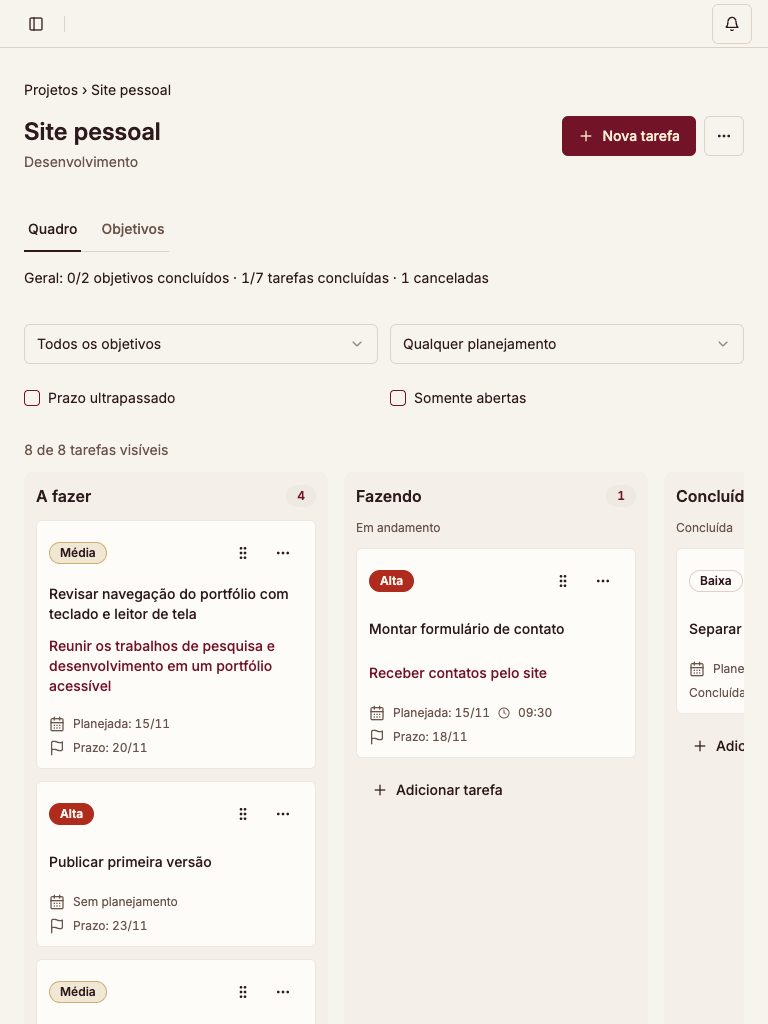 Projetos › Site pessoal
Site pessoal
Nova tarefa
Desenvolvimento
Quadro
Objetivos
Geral: 0/2 objetivos concluídos · 1/7 tarefas concluídas · 1 canceladas
Todos os objetivos
Qualquer planejamento
Prazo ultrapassado
Somente abertas
8 de 8 tarefas visíveis
A fazer
4
Média
Revisar navegação do portfólio com
teclado e leitor de tela
Reunir os trabalhos de pesquisa e
desenvolvimento em um portfólio
acessível
Planejada: 15/11
Prazo: 20/11
Alta
Publicar primeira versão
Sem planejamento
Prazo: 23/11
Média
Fazendo
1
Em andamento
Alta
Montar formulário de contato
Receber contatos pelo site
Planejada: 15/11
09:30
Prazo: 18/11
Adicionar tarefa
Concluíd
Concluída
Baixa
Separar
Plane
Concluída
Adic